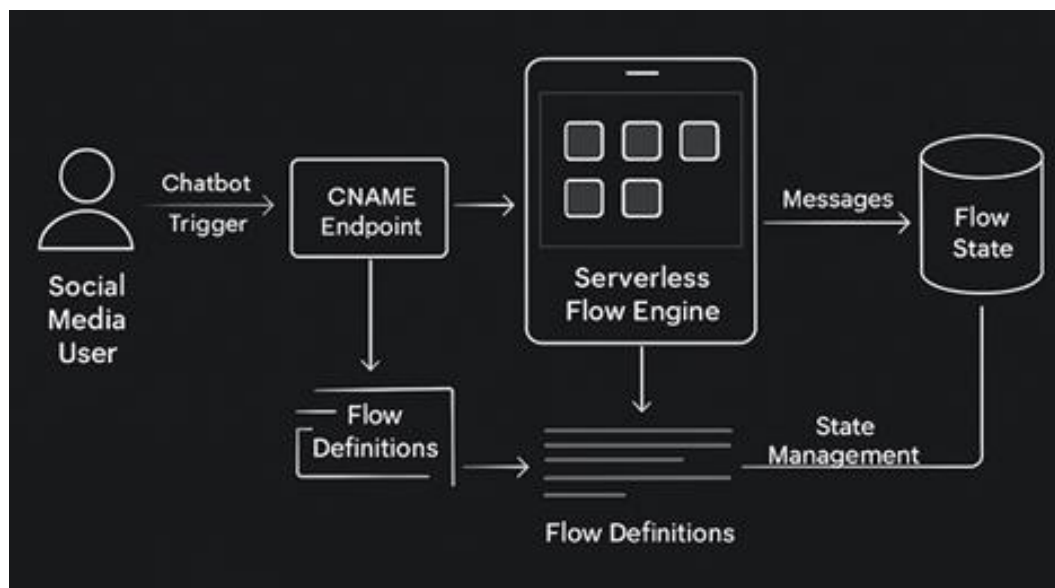 Social
Media
User
Chatbot
Trigger
CNAME
Endpoint
Serverless
Flow Engine
Messages
Flow
State
Flow
Definitions
Flow Definitions
State
Management